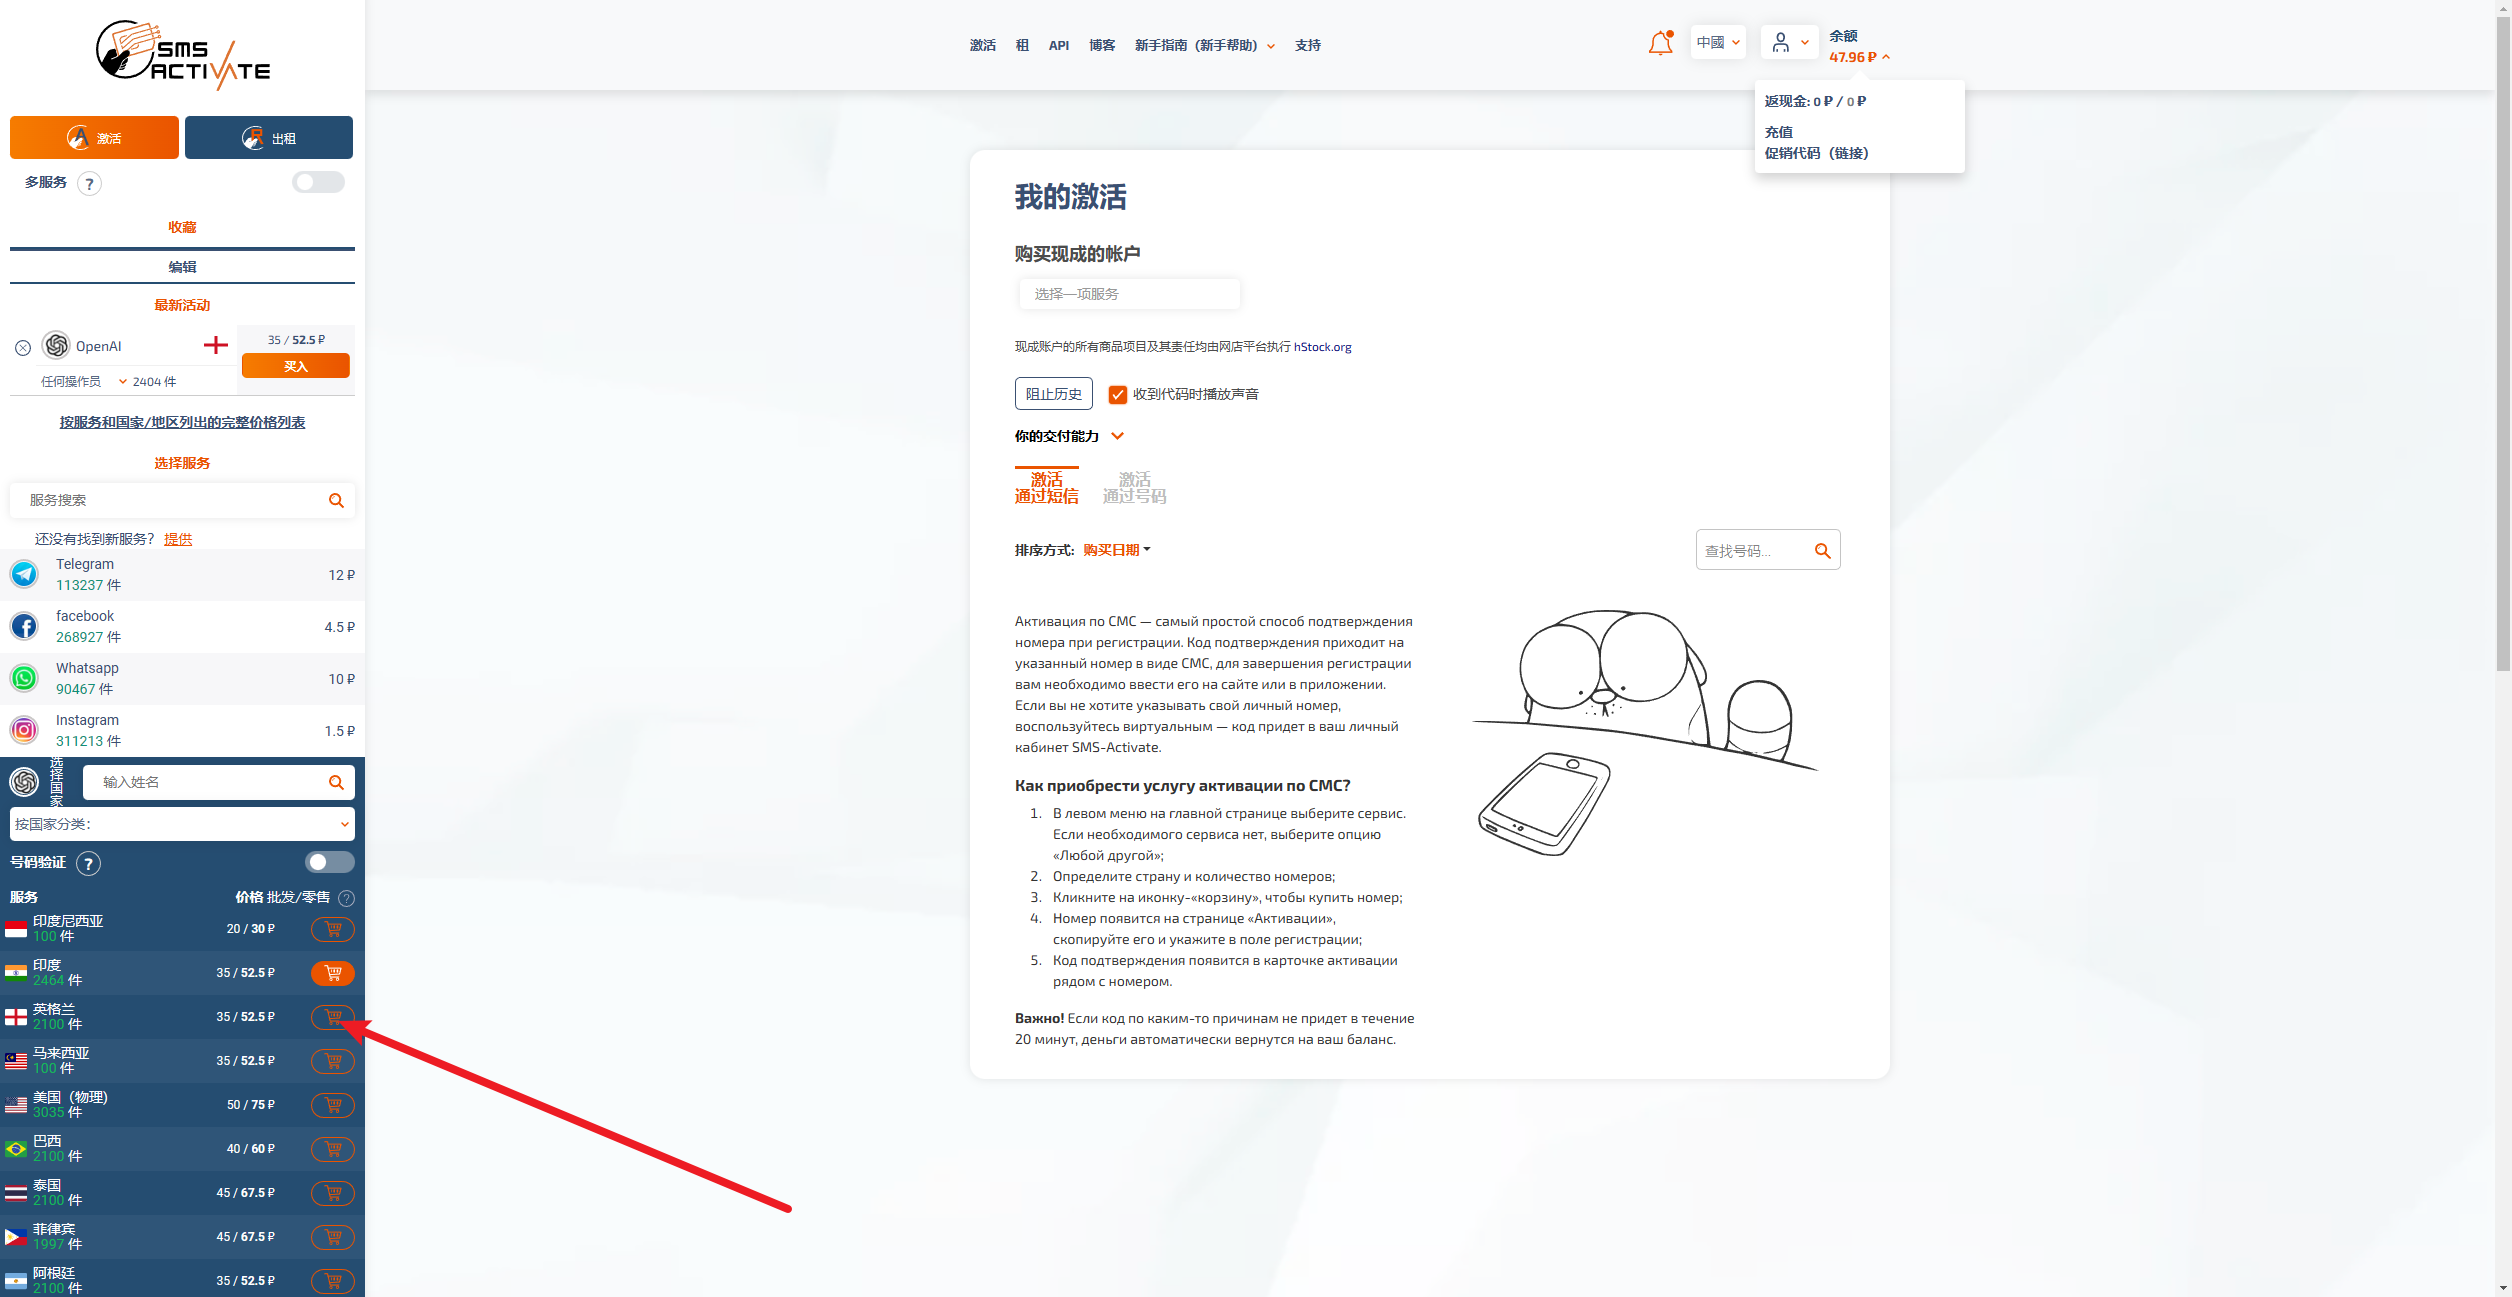 SMS
ACTIVATE
激活
租
API
博客
新手指南（新手帮助）
支持
中國
余额
47.96 ₽
返现金: 0 ₽ / 0 ₽
充值
促销代码（链接）
激活
出租
多服务
?
收藏
编辑
最新活动
OpenAI
35 / 52.5 ₽
买入
任何操作员
2404 件
按服务和国家/地区列出的完整价格列表
选择服务
服务搜索
还没有找到新服务？ 提供
Telegram
113237 件
12 ₽
facebook
268927 件
4.5 ₽
Whatsapp
90467 件
10 ₽
Instagram
311213 件
1.5 ₽
选择国家
输入姓名
按国家分类:
号码验证
?
服务
价格 批发/零售 ?
印度尼西亚
100 件
20 / 30 ₽
印度
2464 件
35 / 52.5 ₽
英格兰
2100 件
35 / 52.5 ₽
马来西亚
100 件
35 / 52.5 ₽
美国（物理)
3035 件
50 / 75 ₽
巴西
2100 件
40 / 60 ₽
泰国
2100 件
45 / 67.5 ₽
菲律宾
1997 件
45 / 67.5 ₽
阿根廷
2100 件
35 / 52.5 ₽
我的激活
购买现成的帐户
选择一项服务
现成账户的所有商品项目及其责任均由网店平台执行 hStock.org
阻止历史
收到代码时播放声音
你的交付能力
激活
通过短信
激活
通过号码
排序方式: 购买日期
查找号码...
Активация по СМС — самый простой способ подтверждения
номера при регистрации. Код подтверждения приходит на
указанный номер в виде СМС, для завершения регистрации
вам необходимо ввести его на сайте или в приложении.
Если вы не хотите указывать свой личный номер,
воспользуйтесь виртуальным — код придет в ваш личный
кабинет SMS-Activate.
Как приобрести услугу активации по СМС?
1. В левом меню на главной странице выберите сервис.
Если необходимого сервиса нет, выберите опцию
«Любой другой»;
2. Определите страну и количество номеров;
3. Кликните на иконку-«корзину», чтобы купить номер;
4. Номер появится на странице «Активации»,
скопируйте его и укажите в поле регистрации;
5. Код подтверждения появится в карточке активации
рядом с номером.
Важно! Если код по каким-то причинам не придет в течение
20 минут, деньги автоматически вернутся на ваш баланс.